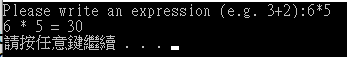 Please write an expression (e.g. 3+2):6*5
6 * 5 = 30
請按任意鍵繼續 . . .